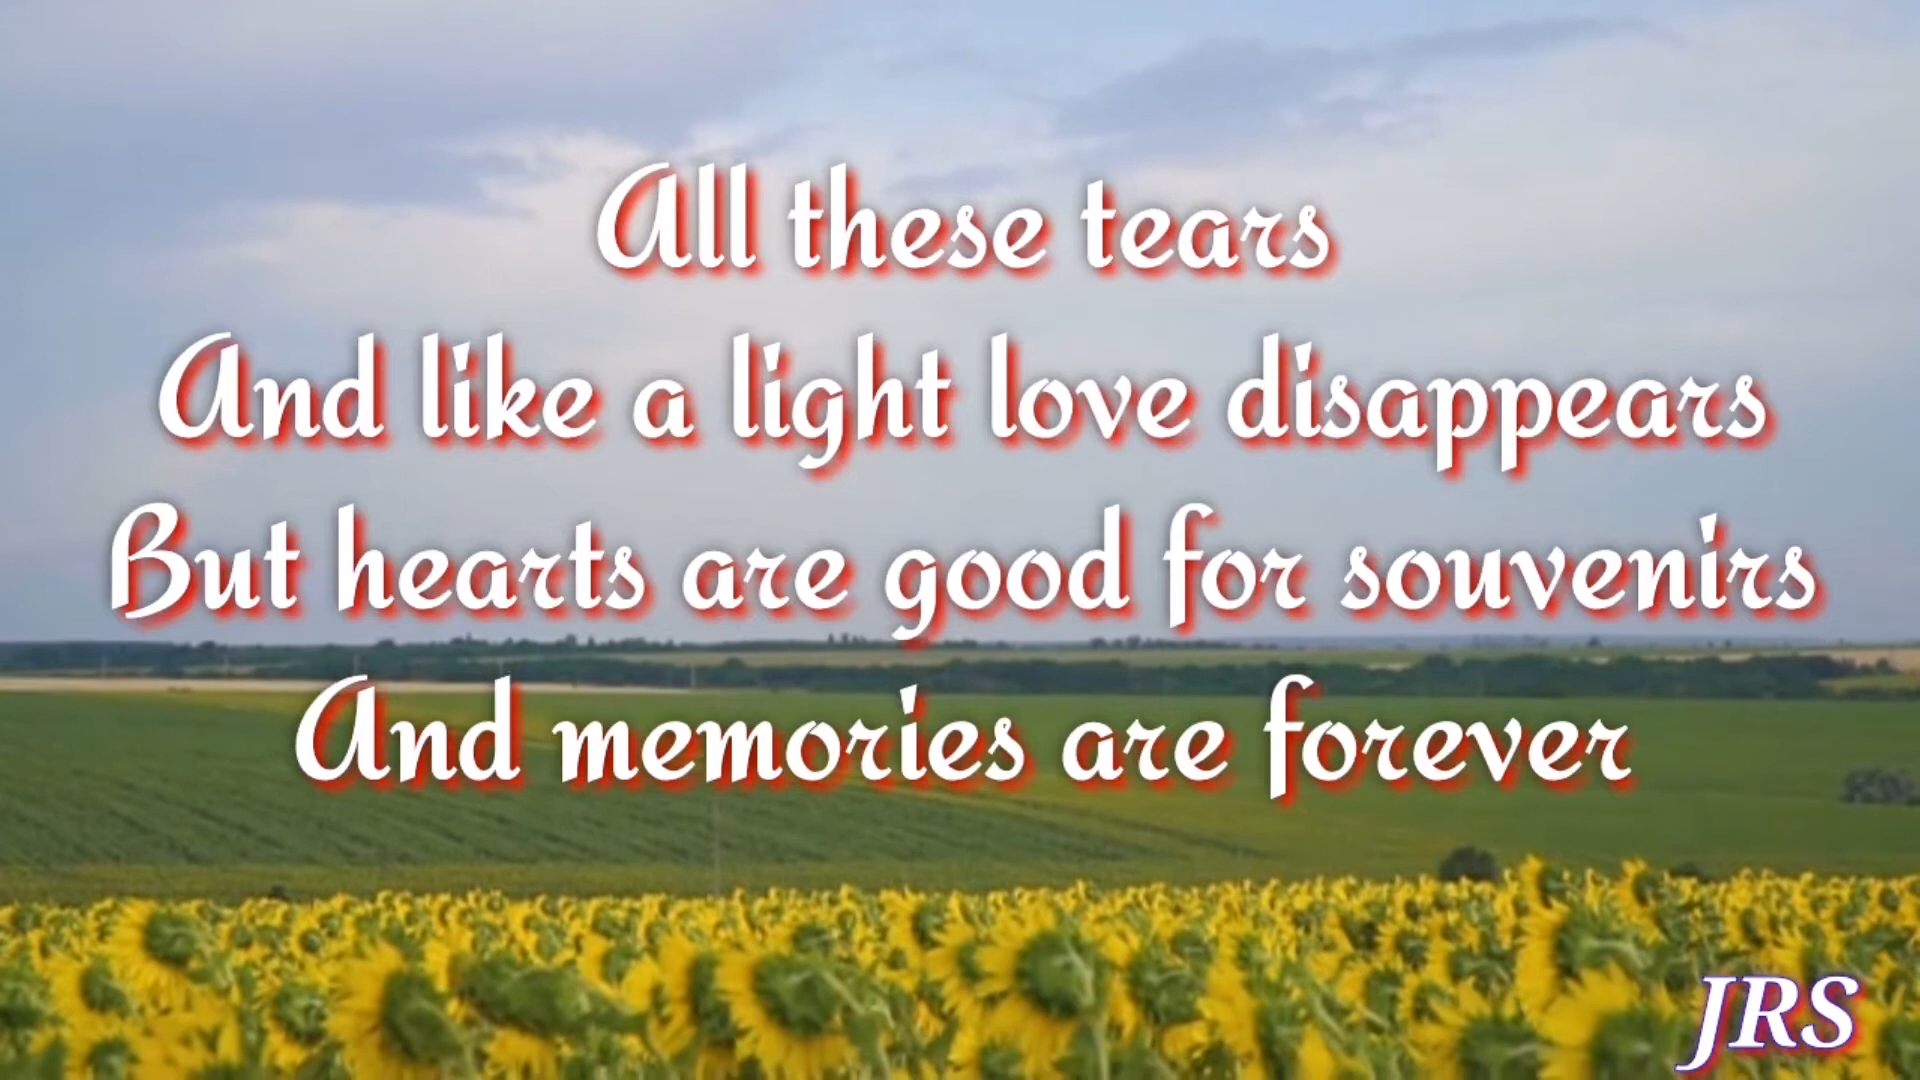 All these tears
And like a light love disappears
But hearts are good for souvenirs
And memories are forever
JRS